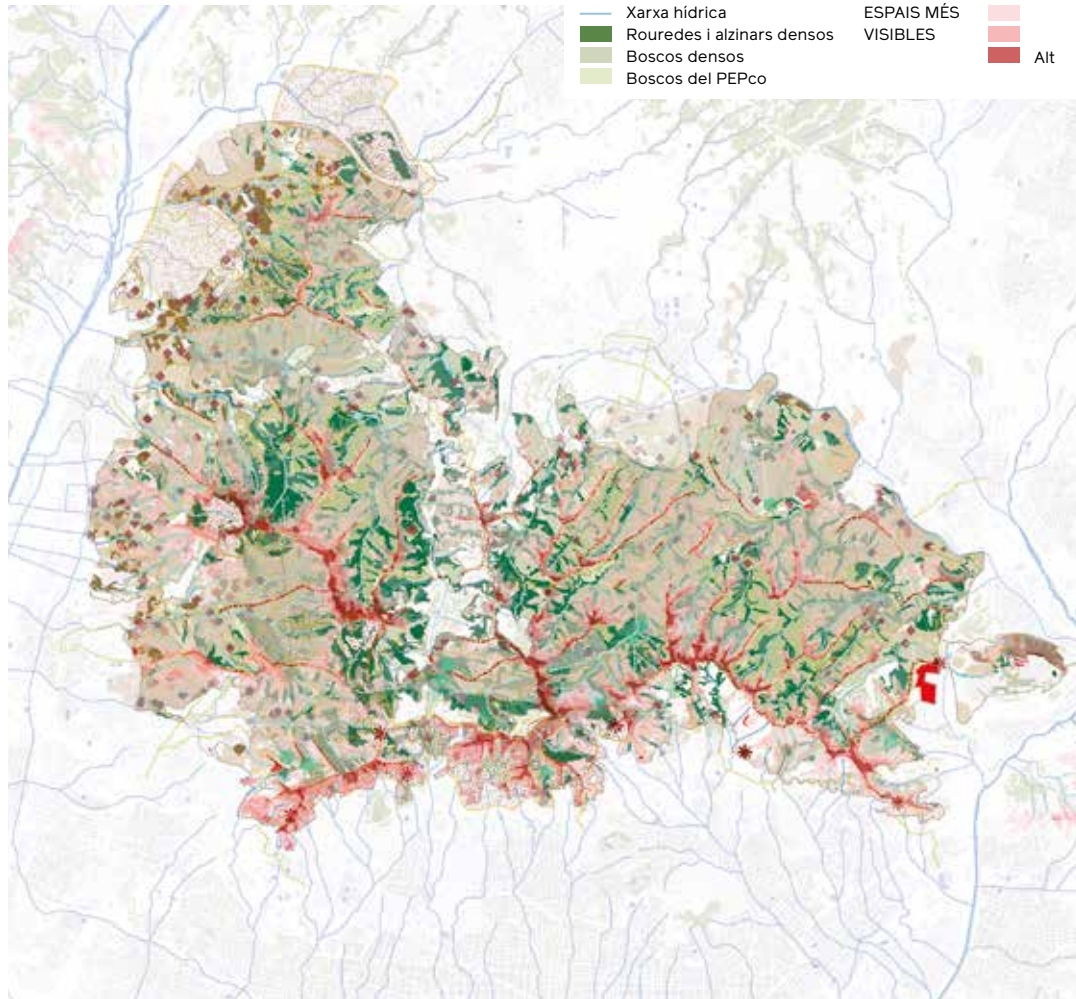 Xarxa hídrica
Rouredes i alzinars densos
Boscos densos
Boscos del PEPco
ESPAIS MÉS
VISIBLES
Alt